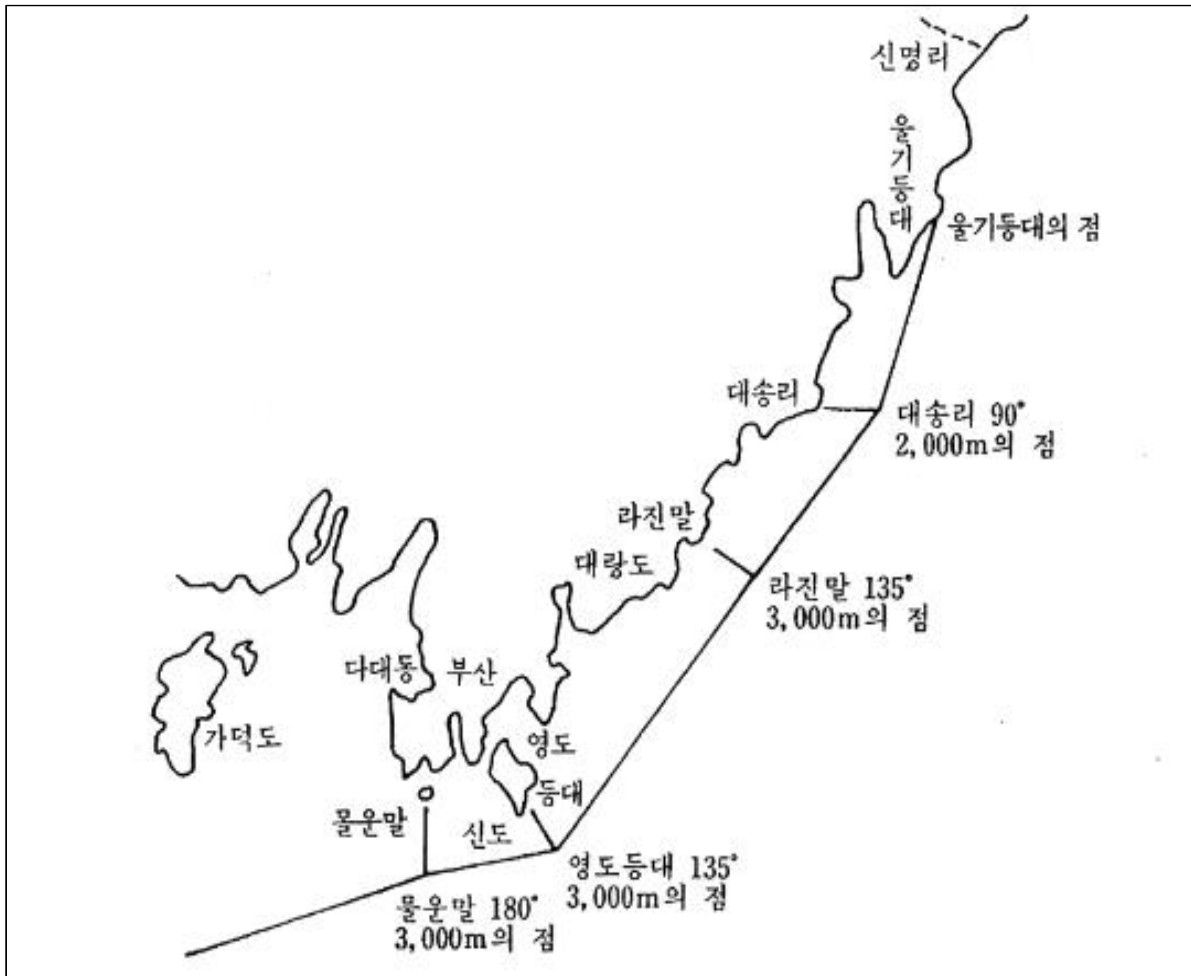 신명리
울기등대
울기등대의 점
대송리
대송리 90°
2,000m의 점
라진말
대랑도
라진말 135°
3,000m의 점
다대동
부산
가덕도
영도
등대
몰운말
신도
영도등대 135°
3,000m의 점
몰운말 180°
3,000m의 점